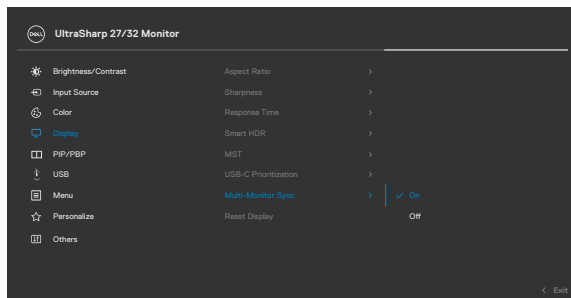 DELL UltraSharp 27/32 Monitor
Brightness/Contrast Aspect Ratio >
Input Source Sharpness >
Color Response Time >
Display Smart HDR >
PIP/PBP MST >
USB USB-C Prioritization >
Menu Multi-Monitor Sync > ✓ On
Personalize Reset Display Off
Others
< Exit